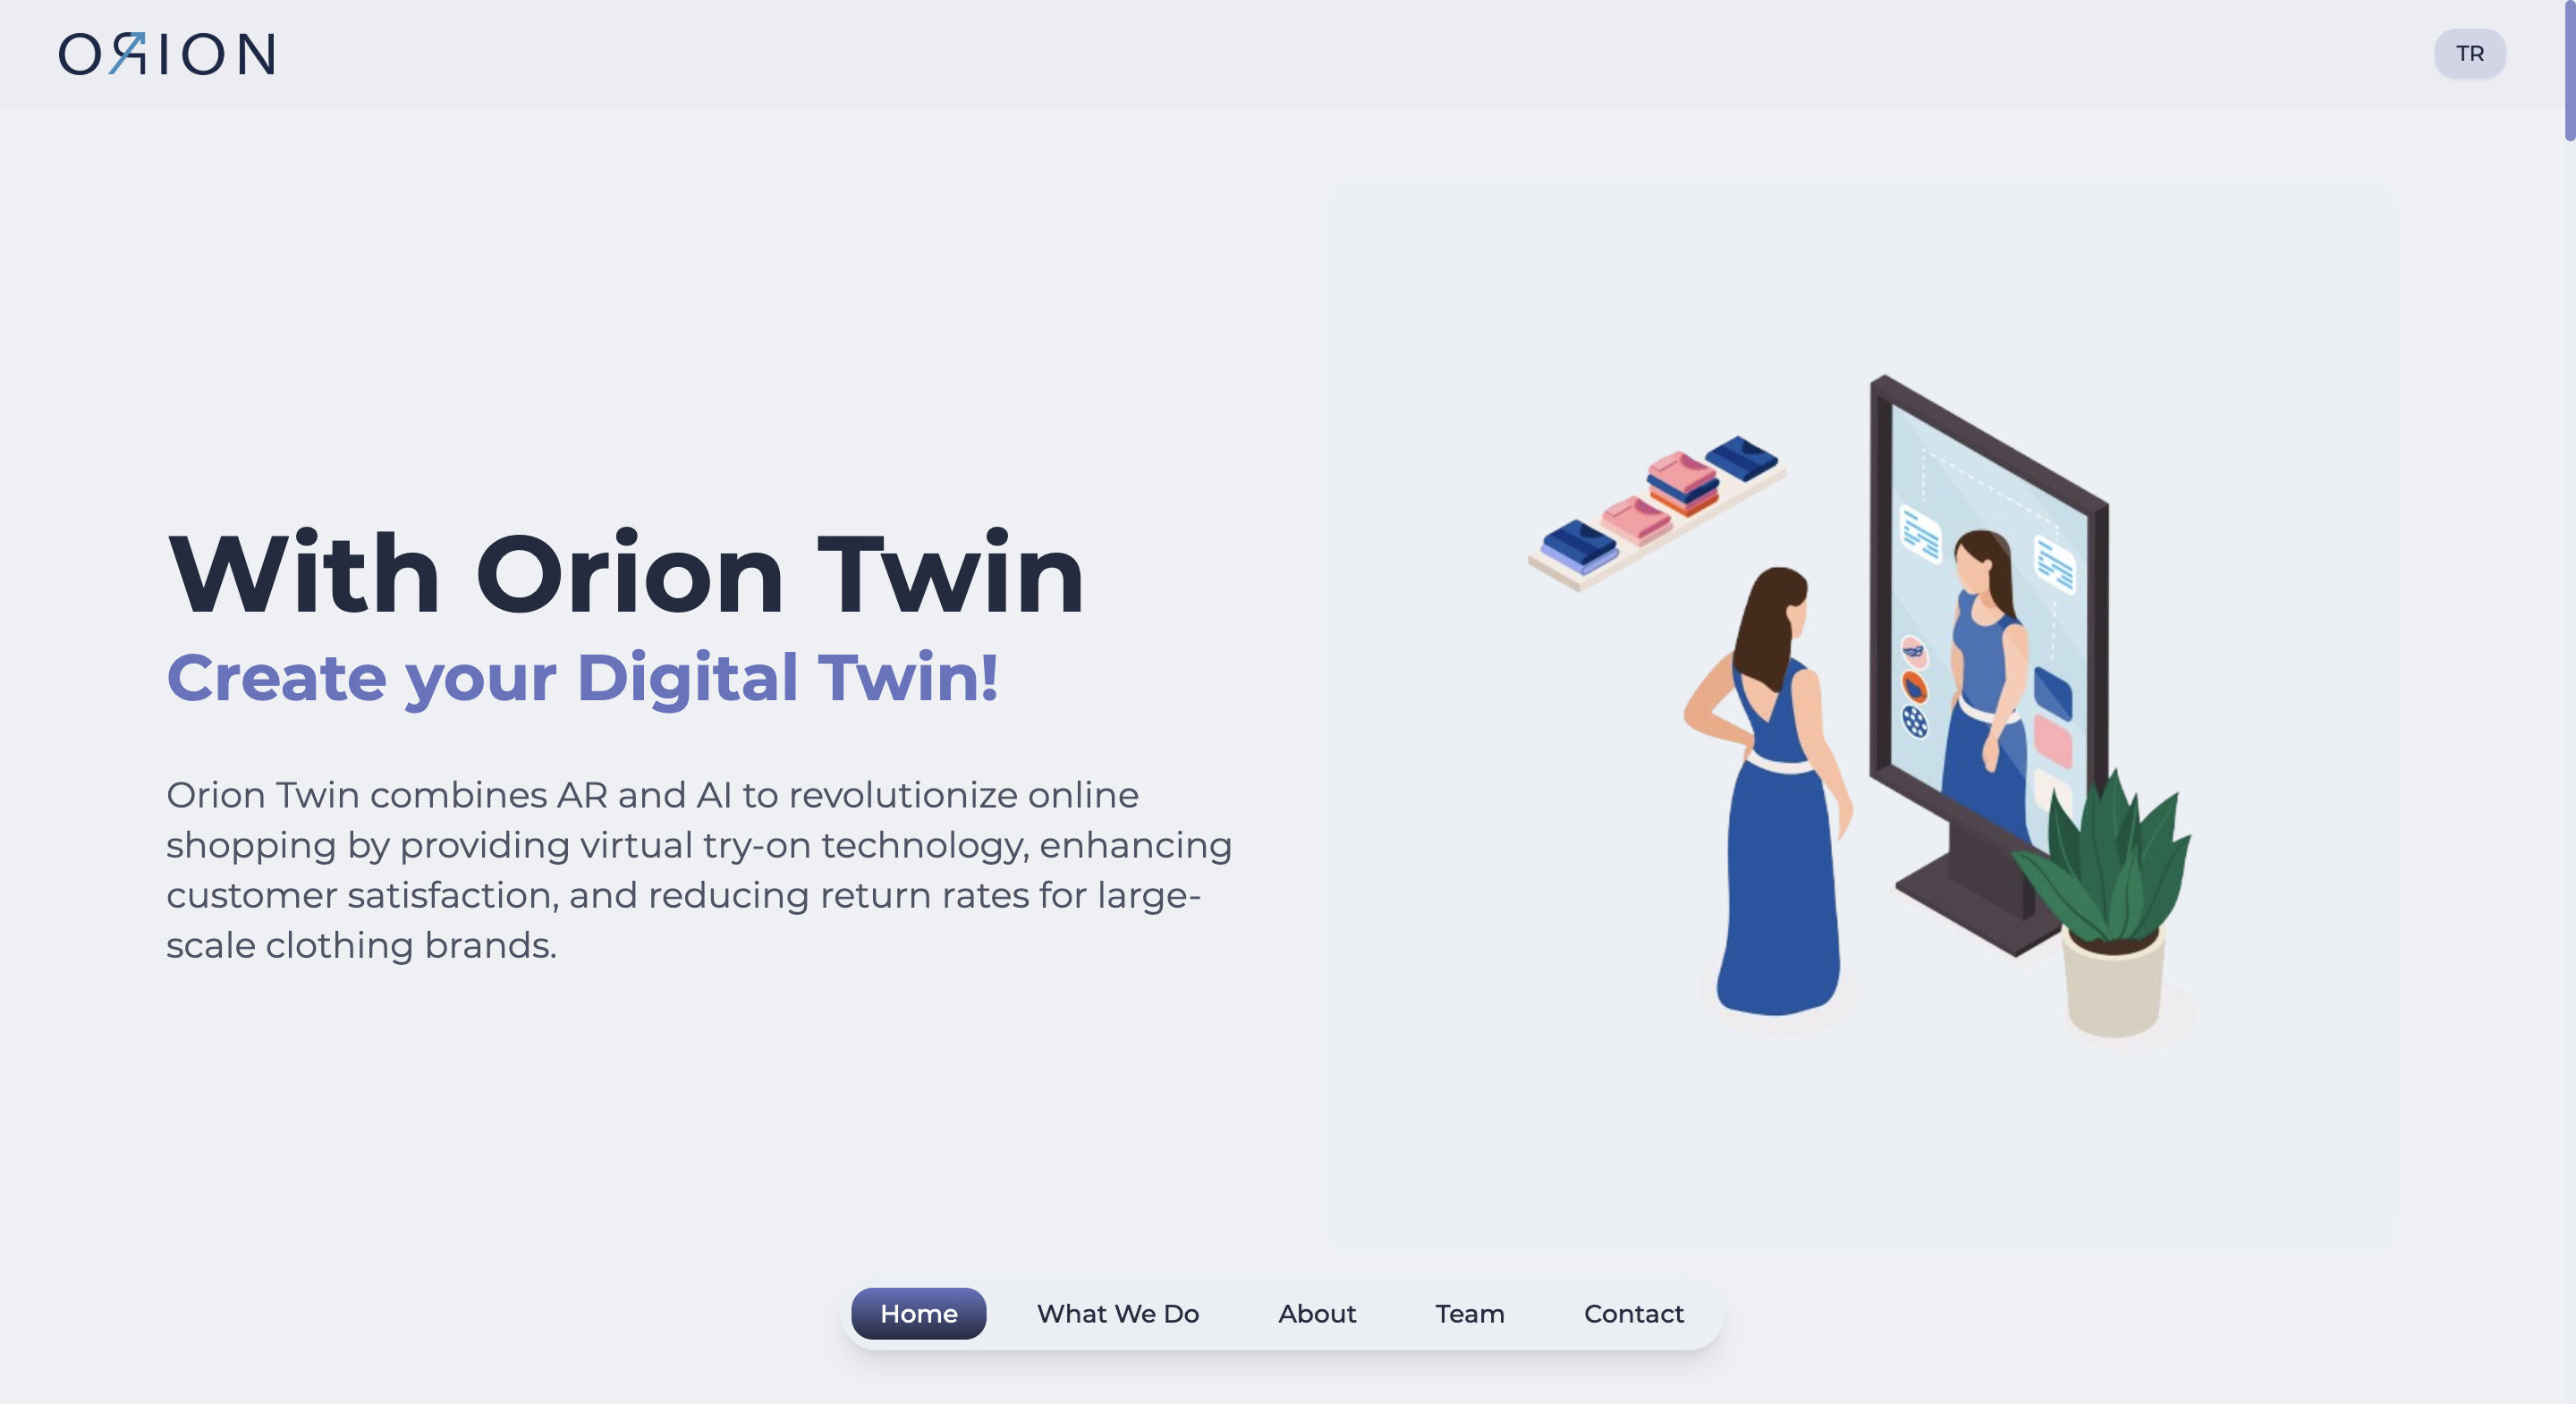 ORION
TR
With Orion Twin
Create your Digital Twin!
Orion Twin combines AR and AI to revolutionize online
shopping by providing virtual try-on technology, enhancing
customer satisfaction, and reducing return rates for large-
scale clothing brands.
Home What We Do About Team Contact